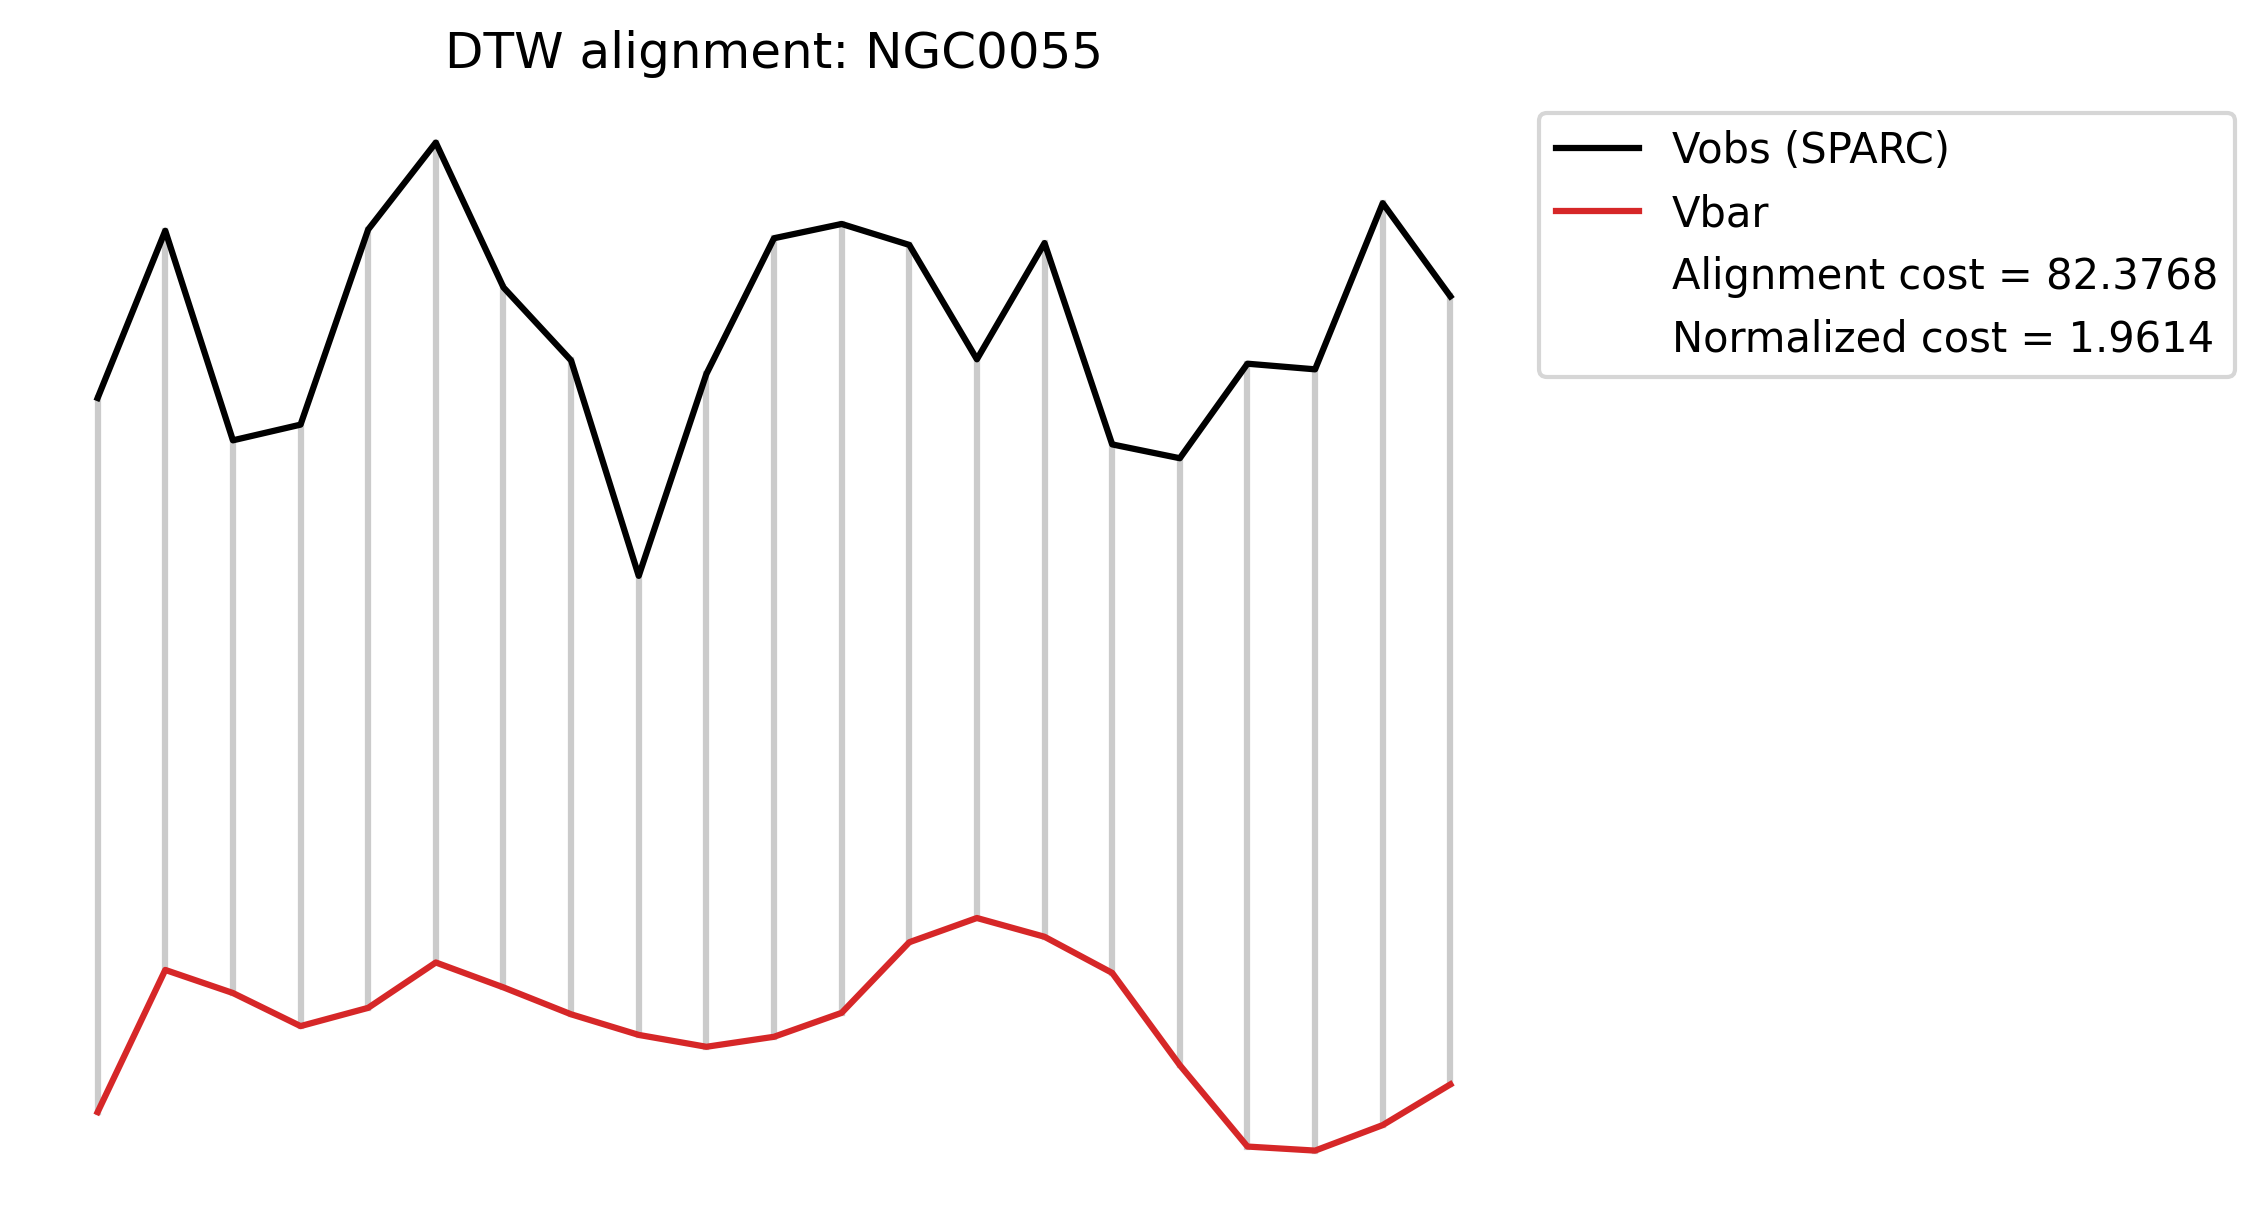 DTW alignment: NGC0055
Vobs (SPARC)
Vbar
Alignment cost = 82.3768
Normalized cost = 1.9614